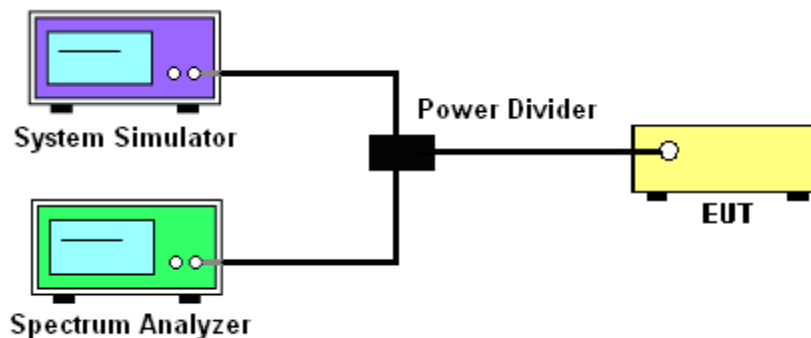 System Simulator
Power Divider
EUT
Spectrum Analyzer